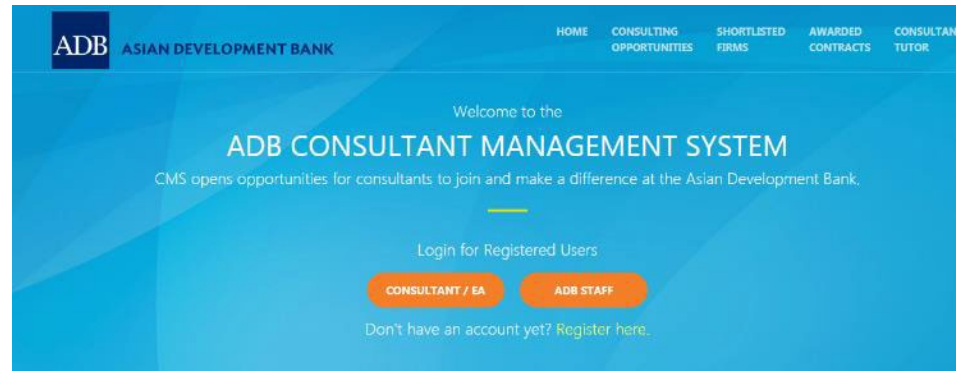 ADB ASIAN DEVELOPMENT BANK
HOME
CONSULTING
OPPORTUNITIES
SHORTLISTED
FIRMS
AWARDED
CONTRACTS
CONSULTAN
TUTOR
Welcome to the
ADB CONSULTANT MANAGEMENT SYSTEM
CMS opens opportunities for consultants to join and make a difference at the Asian Development Bank.
Login for Registered Users
CONSULTANT / EA
ADB STAFF
Don't have an account yet? Register here.